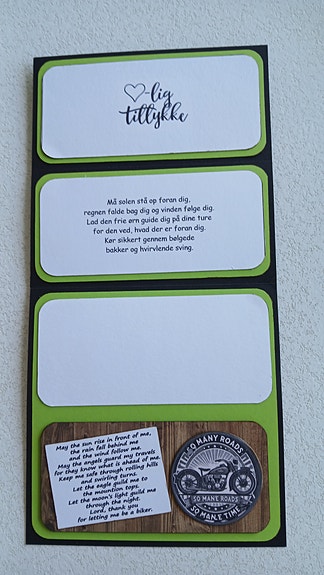 ♡-lig
tillykke
Må solen stå op foran dig,
regnen falde bag dig og vinden følge dig.
Lad den frie ørn guide dig på dine ture
for den ved, hvad der er foran dig.
Kør sikkert gennem bølgede
bakker og hvirvlende sving.
May the sun rise in front of me,
the rain fall behind me
and the wind follow me.
May the angels guard my travels
for they know what is ahead of me.
Keep me safe through rolling hills
and swirling turns.
Let the eagle guild me to
the mountion tops.
Let the moon's light guild me
through the night.
Lord, thank you
for letting me be a biker.
SO MANY ROADS
SO MANE ROADS
SO MAN.E TIME